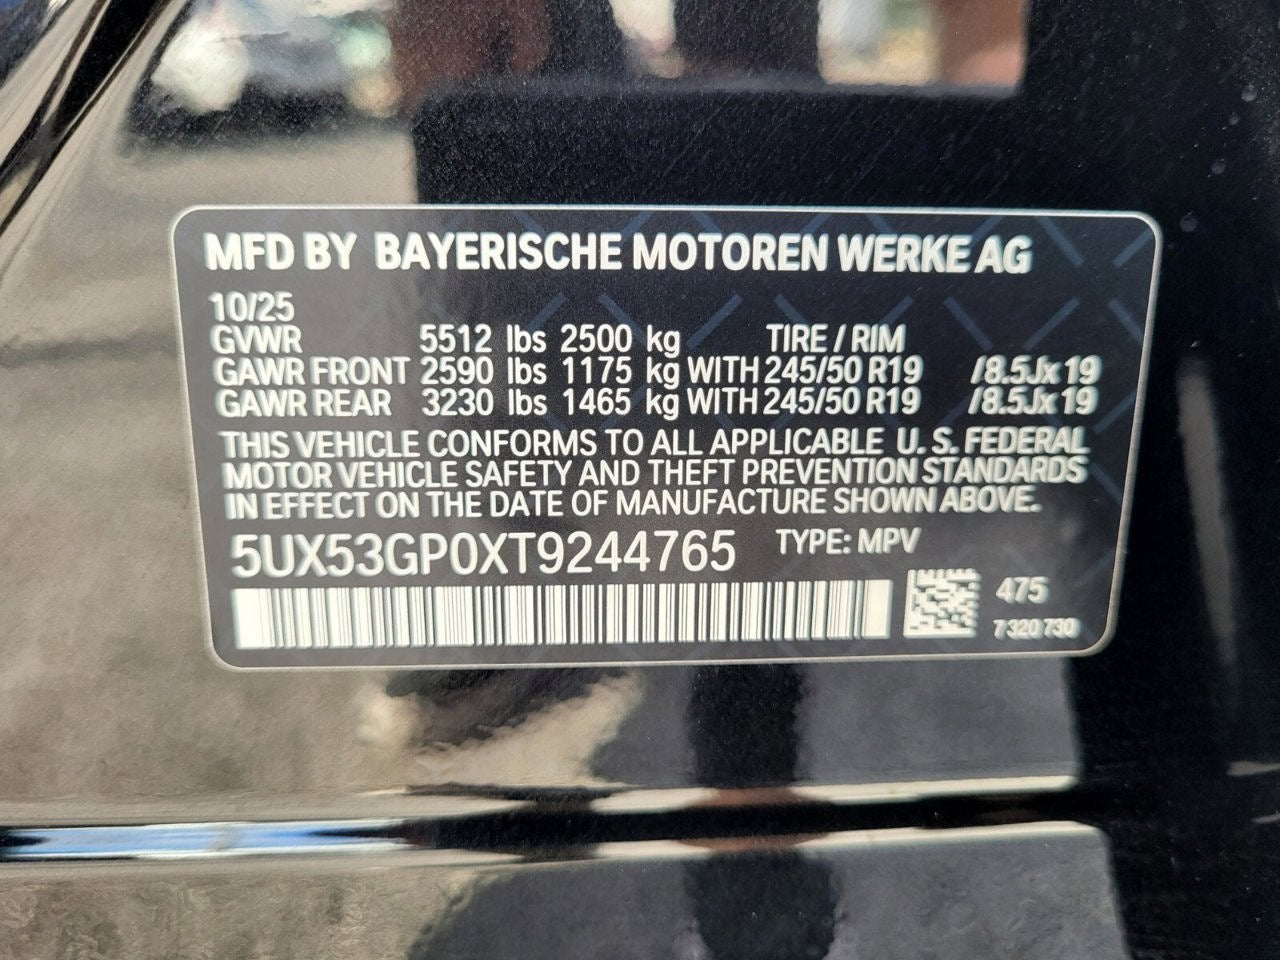 MFD BY BAYERISCHE MOTOREN WERKE AG
10/25
GVWR 5512 lbs 2500 kg TIRE / RIM
GAWR FRONT 2590 lbs 1175 kg WITH 245/50 R19 /8.5Jx19
GAWR REAR 3230 lbs 1465 kg WITH 245/50 R19 /8.5Jx19
THIS VEHICLE CONFORMS TO ALL APPLICABLE U. S. FEDERAL
MOTOR VEHICLE SAFETY AND THEFT PREVENTION STANDARDS
IN EFFECT ON THE DATE OF MANUFACTURE SHOWN ABOVE.
5UX53GP0XT9244765 TYPE: MPV
475
7 320 730